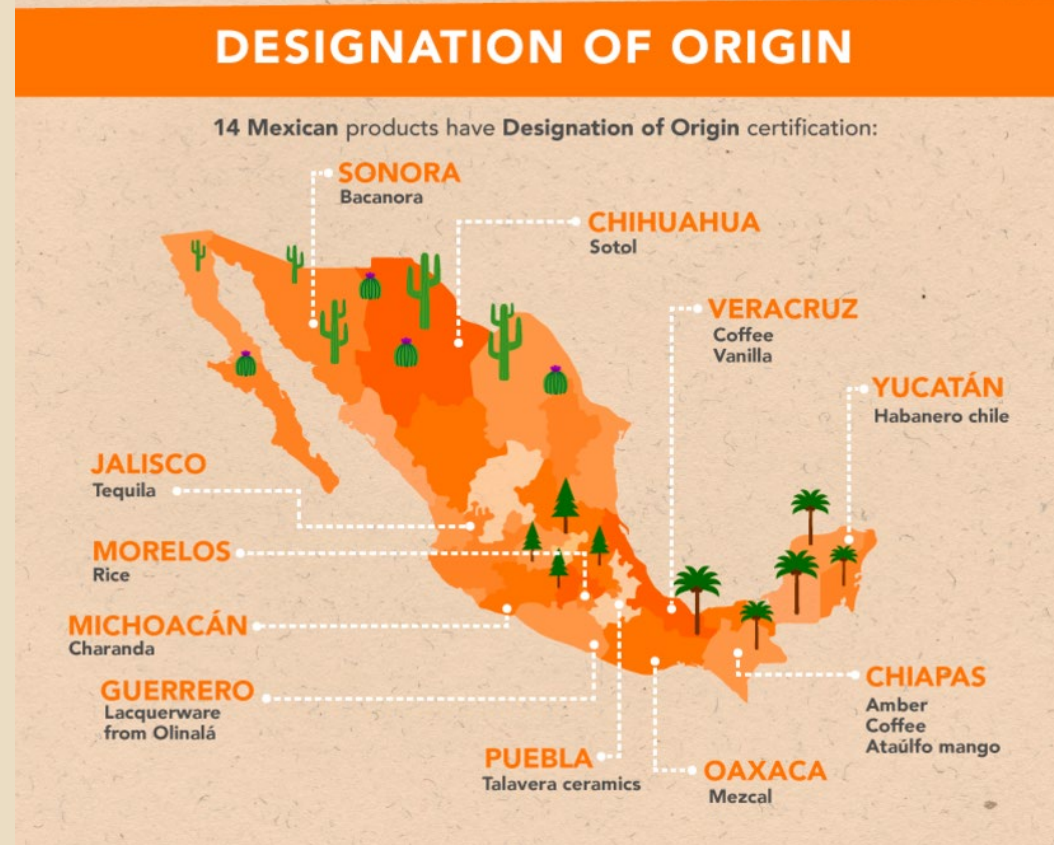 DESIGNATION OF ORIGIN
14 Mexican products have Designation of Origin certification:
SONORA
Bacanora
CHIHUAHUA
Sotol
VERACRUZ
Coffee
Vanilla
YUCATÁN
Habanero chile
JALISCO
Tequila
MORELOS
Rice
MICHOACÁN
Charanda
GUERRERO
Lacquerware
from Olinalá
PUEBLA
Talavera ceramics
OAXACA
Mezcal
CHIAPAS
Amber
Coffee
Ataúlfo mango